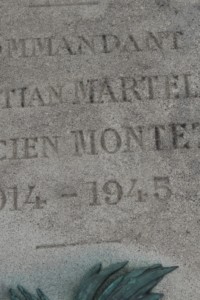 OMMANDANT
TIAN MARTEL
CIEN MONTET
914 - 1945